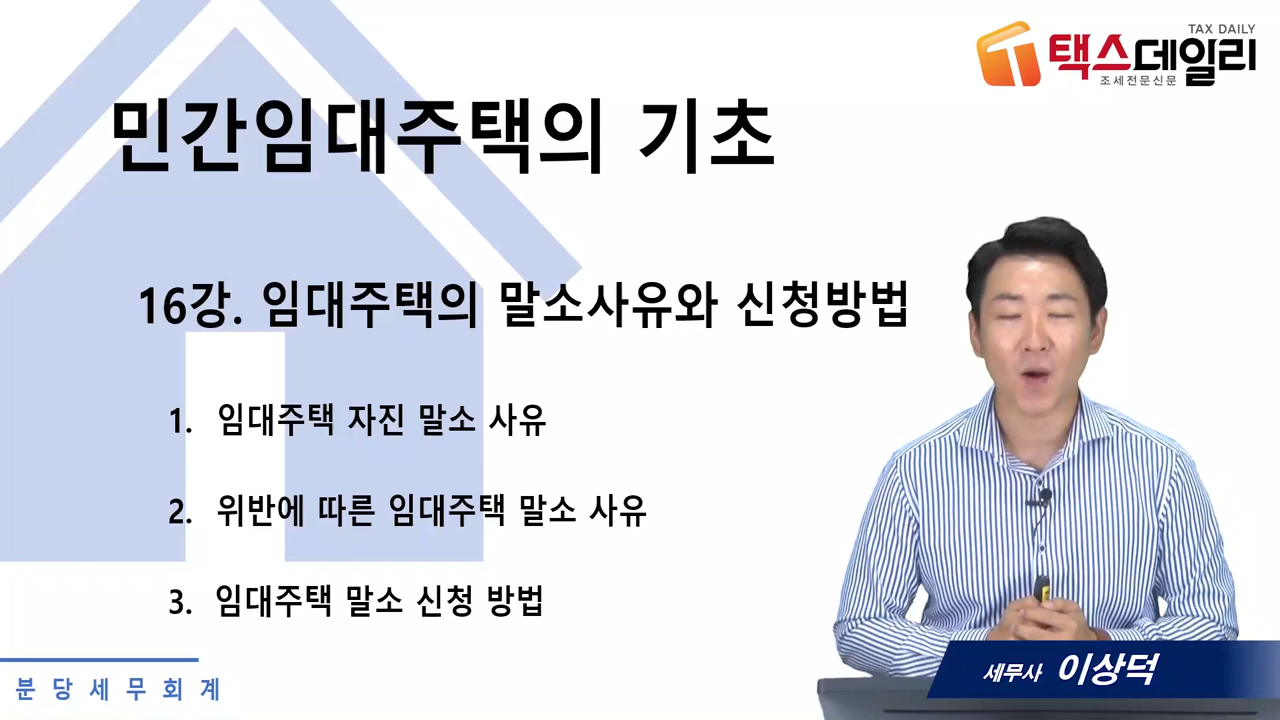 TAX DAILY
택스데일리
조세전문신문
민간임대주택의 기초
16강. 임대주택의 말소사유와 신청방법
1. 임대주택 자진 말소 사유
2. 위반에 따른 임대주택 말소 사유
3. 임대주택 말소 신청 방법
세무사 이상덕
분당세무회계